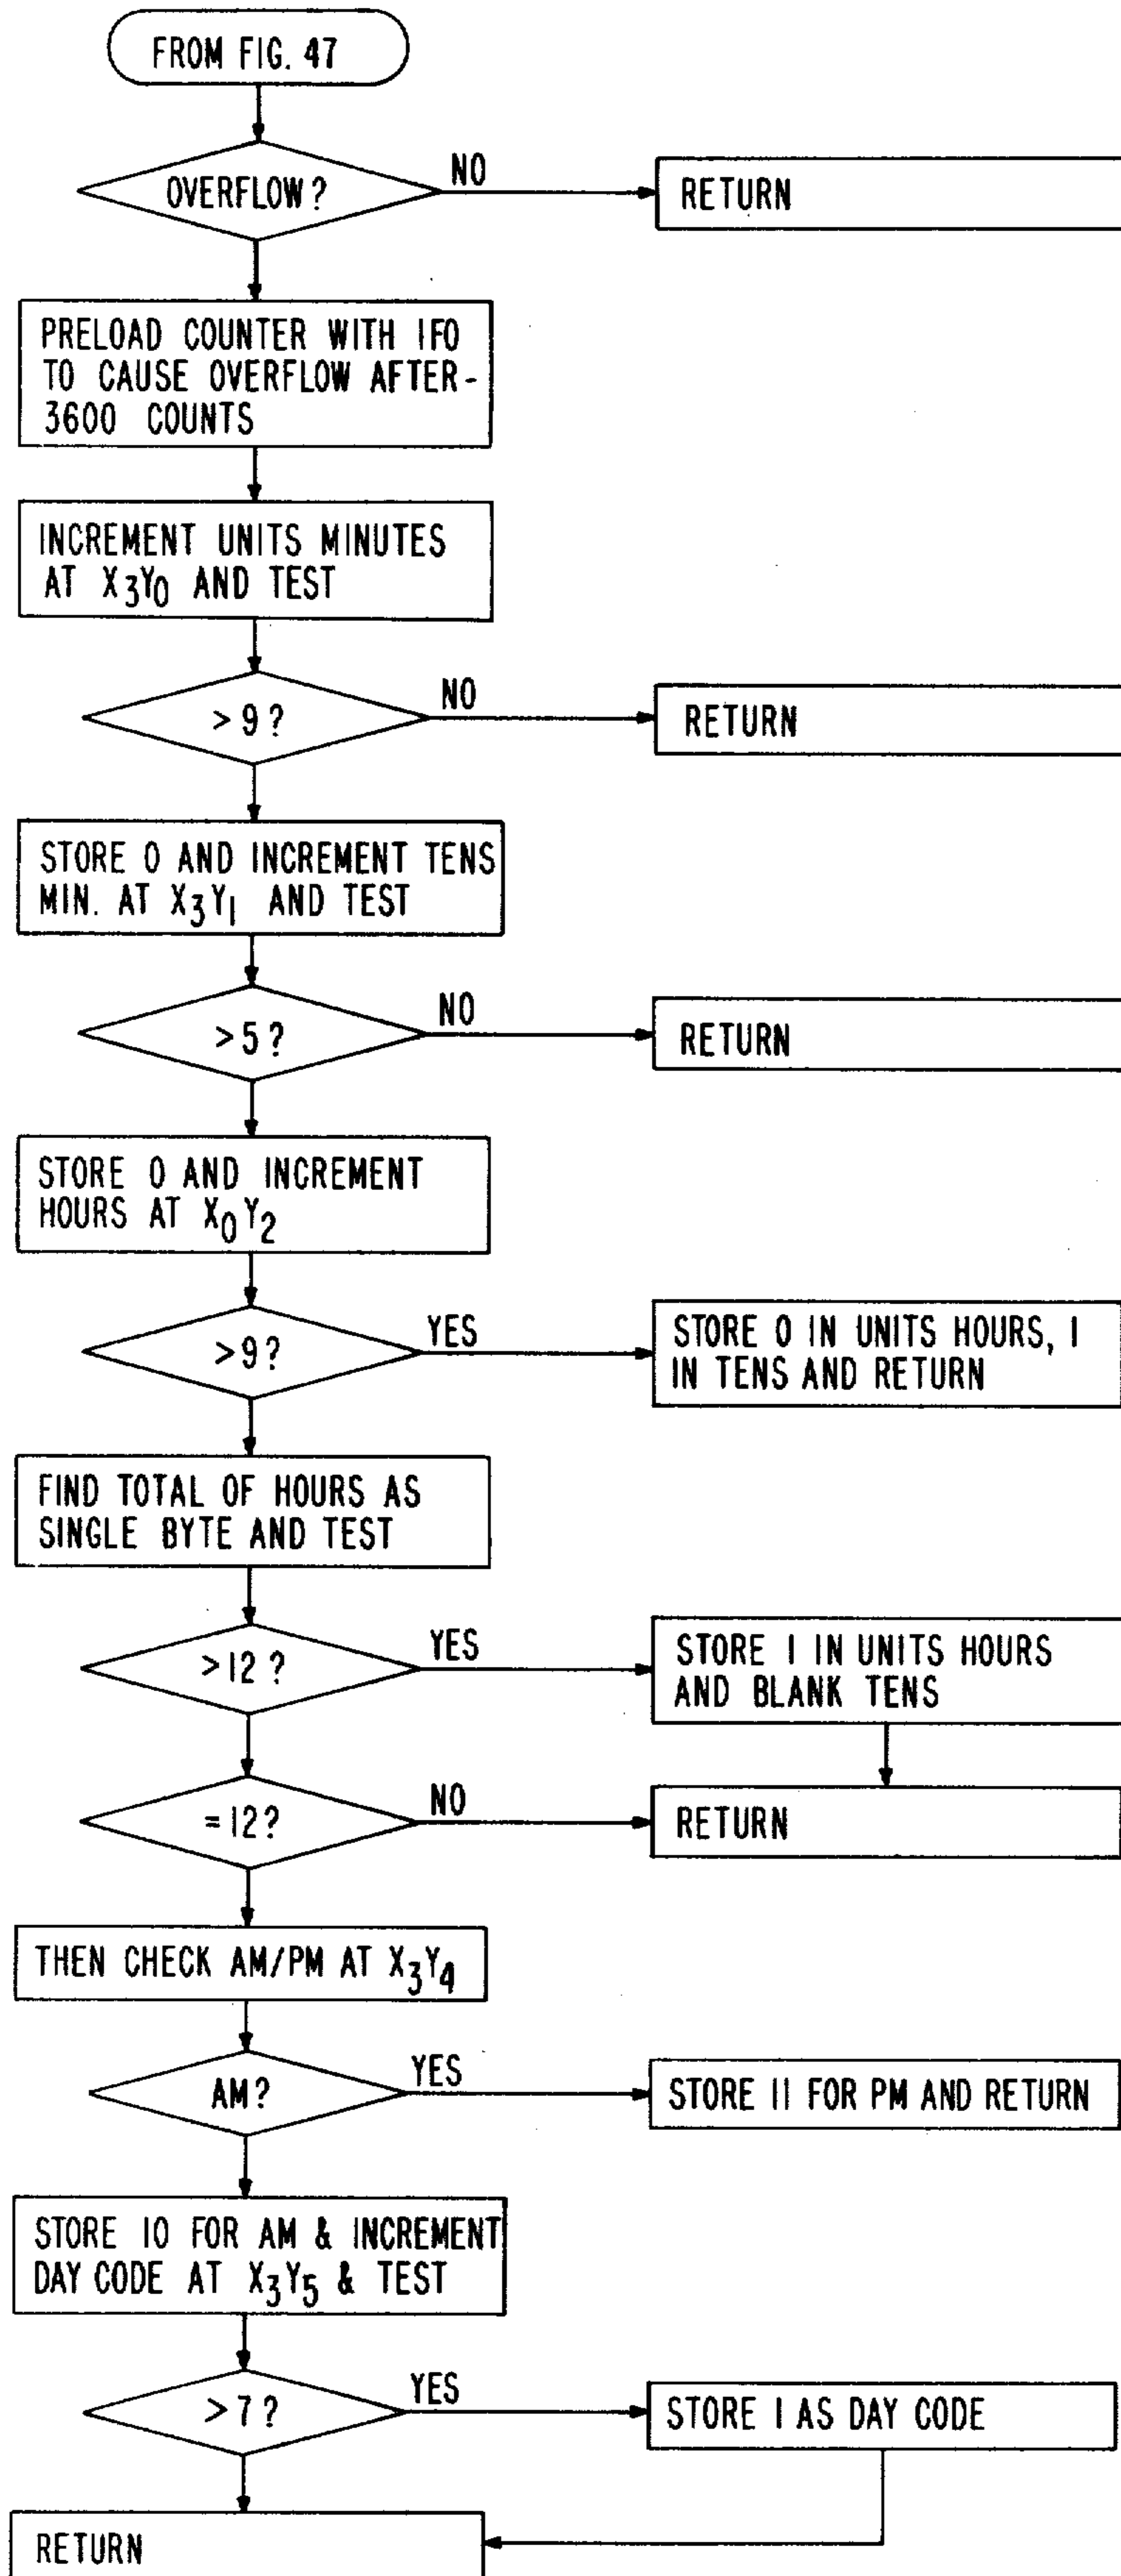 FROM FIG. 47
OVERFLOW?
NO
RETURN
PRELOAD COUNTER WITH 1F0
TO CAUSE OVERFLOW AFTER-
3600 COUNTS
INCREMENT UNITS MINUTES
AT X3Y0 AND TEST
>9?
NO
RETURN
STORE 0 AND INCREMENT TENS
MIN. AT X3Y1 AND TEST
>5?
NO
RETURN
STORE 0 AND INCREMENT
HOURS AT X0Y2
>9?
YES
STORE 0 IN UNITS HOURS, 1
IN TENS AND RETURN
FIND TOTAL OF HOURS AS
SINGLE BYTE AND TEST
>12?
YES
STORE 1 IN UNITS HOURS
AND BLANK TENS
=12?
NO
RETURN
THEN CHECK AM/PM AT X3Y4
AM?
YES
STORE 11 FOR PM AND RETURN
STORE 10 FOR AM & INCREMENT
DAY CODE AT X3Y5 & TEST
>7?
YES
STORE 1 AS DAY CODE
RETURN